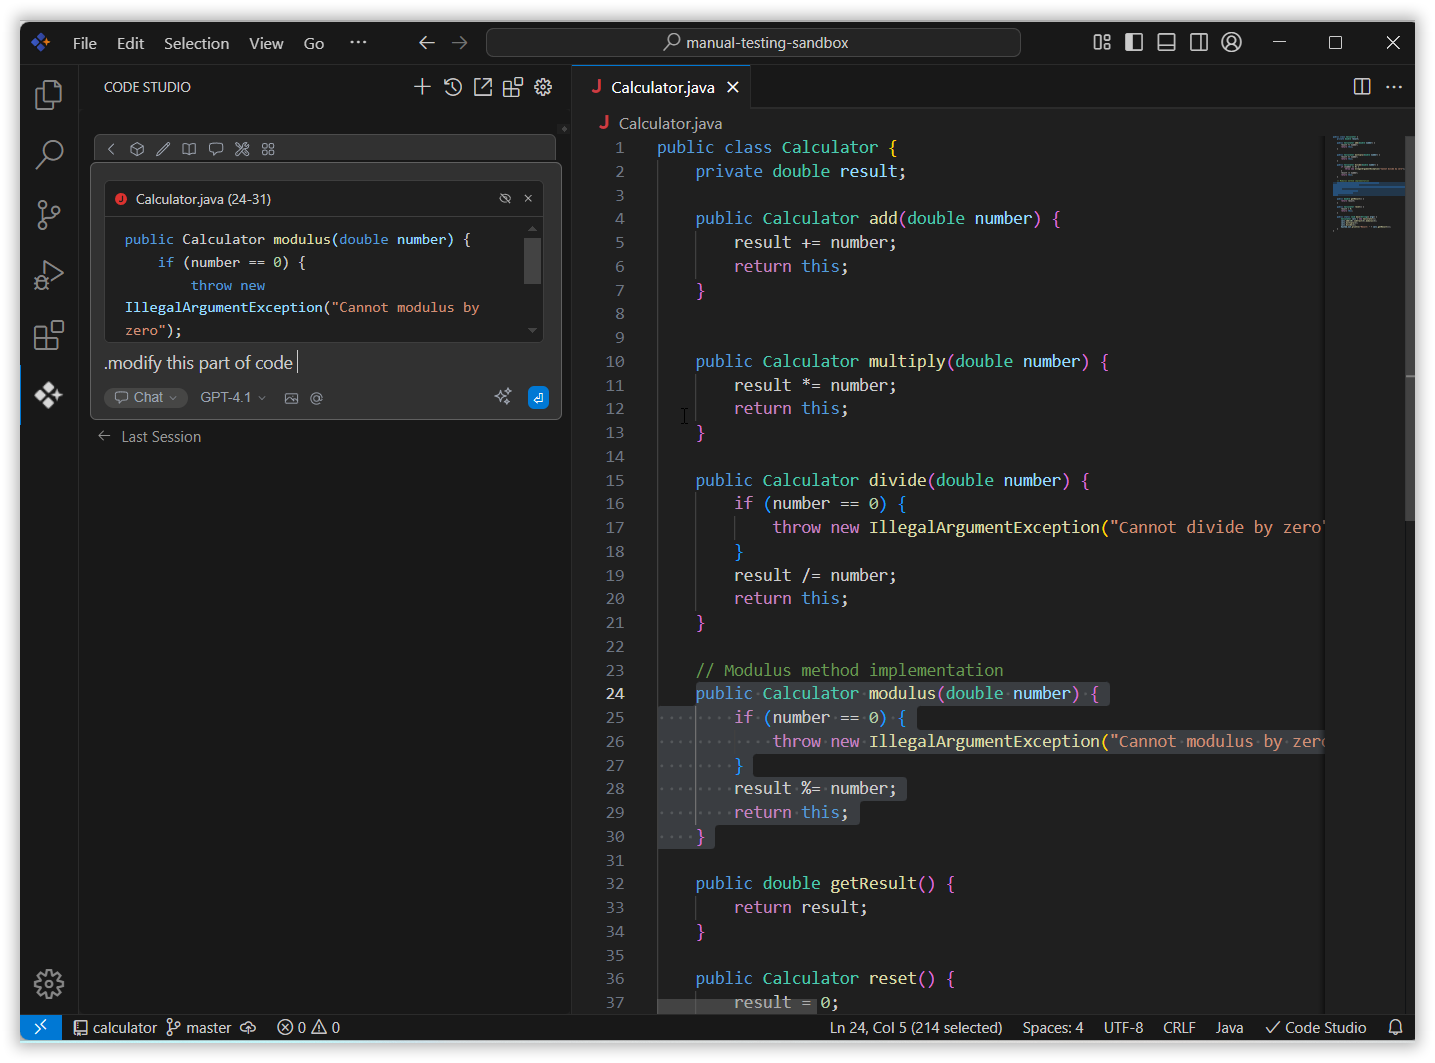 File Edit Selection View Go ··· manual-testing-sandbox
CODE STUDIO
Calculator.java (24-31)
public Calculator modulus(double number) {
if (number == 0) {
throw new
IllegalArgumentException("Cannot modulus by
zero");
.modify this part of code
Chat GPT-4.1 @
Last Session
J Calculator.java
J Calculator.java
1 public class Calculator {
2 private double result;
3
4 public Calculator add(double number) {
5 result += number;
6 return this;
7 }
8
9
10 public Calculator multiply(double number) {
11 result *= number;
12 return this;
13 }
14
15 public Calculator divide(double number) {
16 if (number == 0) {
17 throw new IllegalArgumentException("Cannot divide by zero"
18 }
19 result /= number;
20 return this;
21 }
22
23 // Modulus method implementation
24 public Calculator modulus(double number) {
25 if (number == 0) {
26 throw new IllegalArgumentException("Cannot modulus by zero
27 }
28 result %= number;
29 return this;
30 }
31
32 public double getResult() {
33 return result;
34 }
35
36 public Calculator reset() {
37 result = 0;
calculator master 0 0 Ln 24, Col 5 (214 selected) Spaces: 4 UTF-8 CRLF Java Code Studio